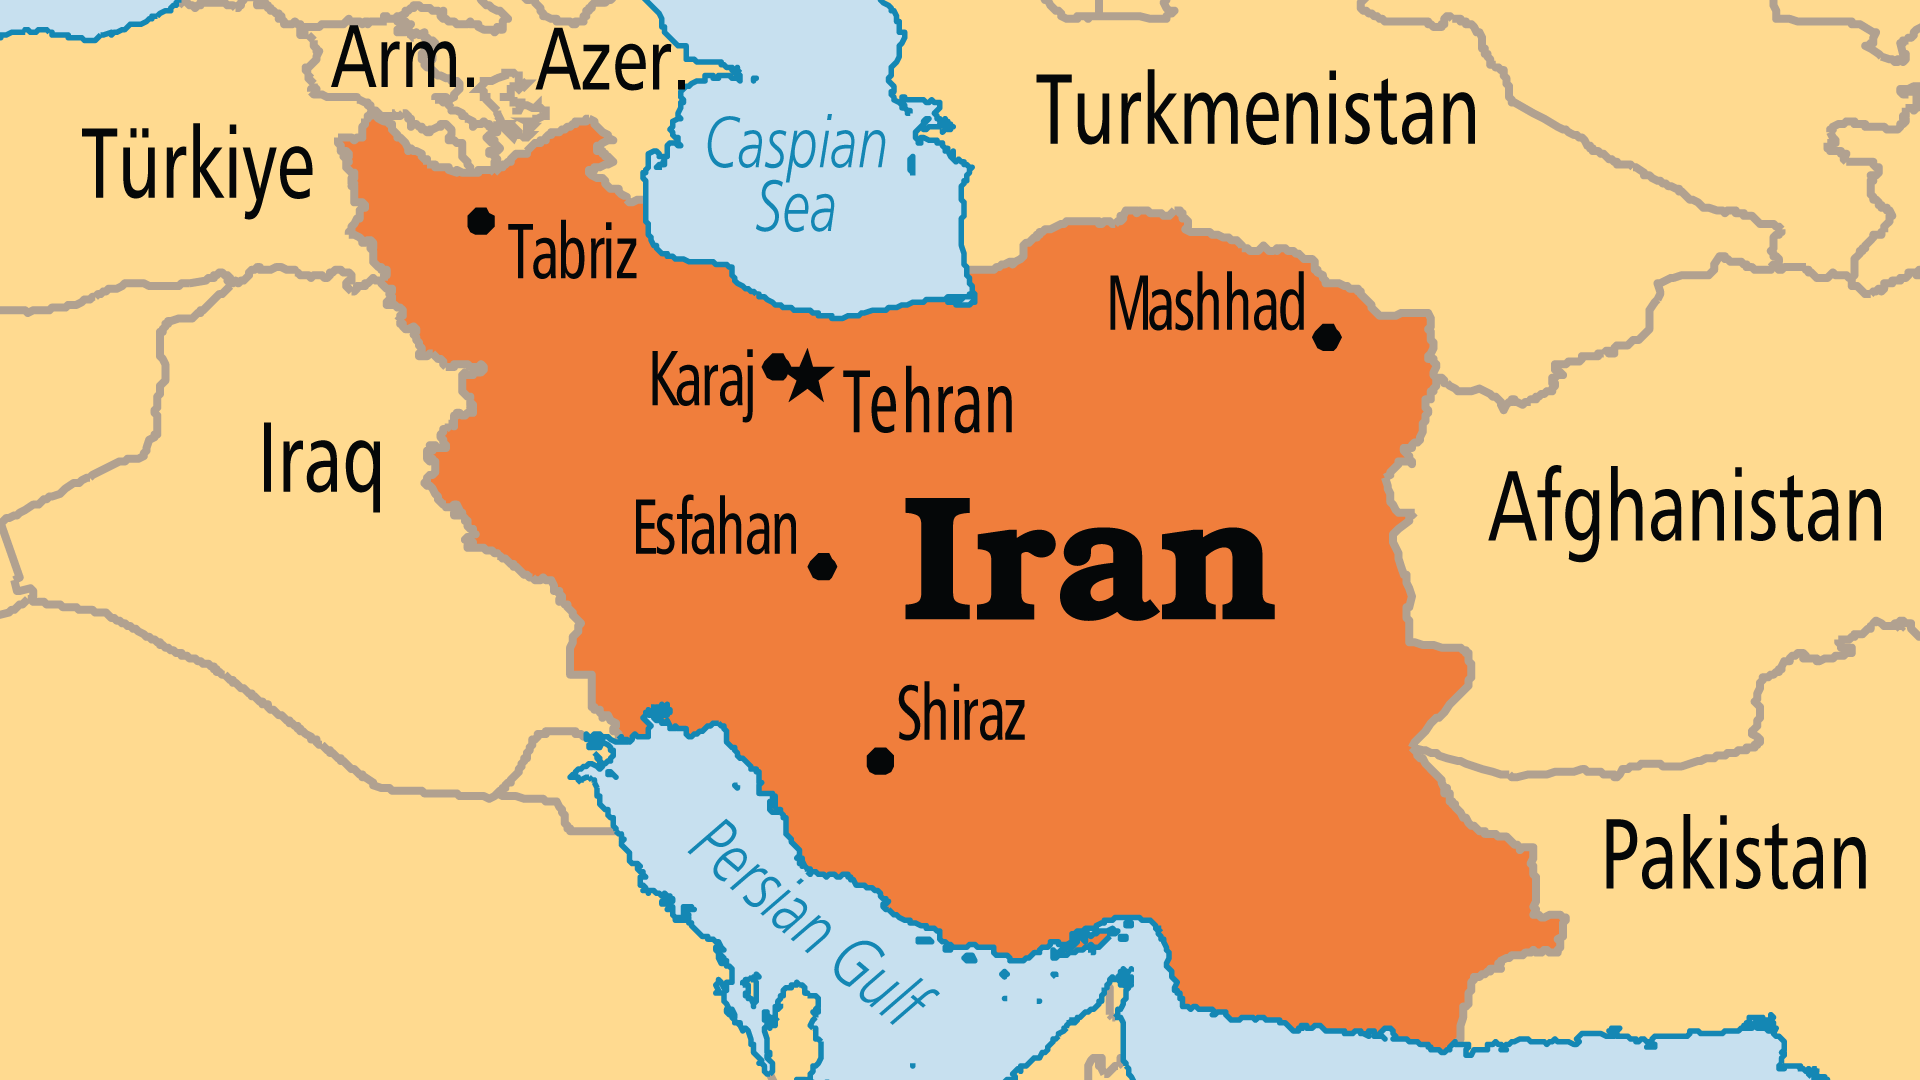 Arm.
Azer.
Turkmenistan
Türkiye
Caspian
Sea
Tabriz
Mashhad
Karaj
Tehran
Iraq
Esfahan
Iran
Afghanistan
Shiraz
Pakistan
Persian Gulf